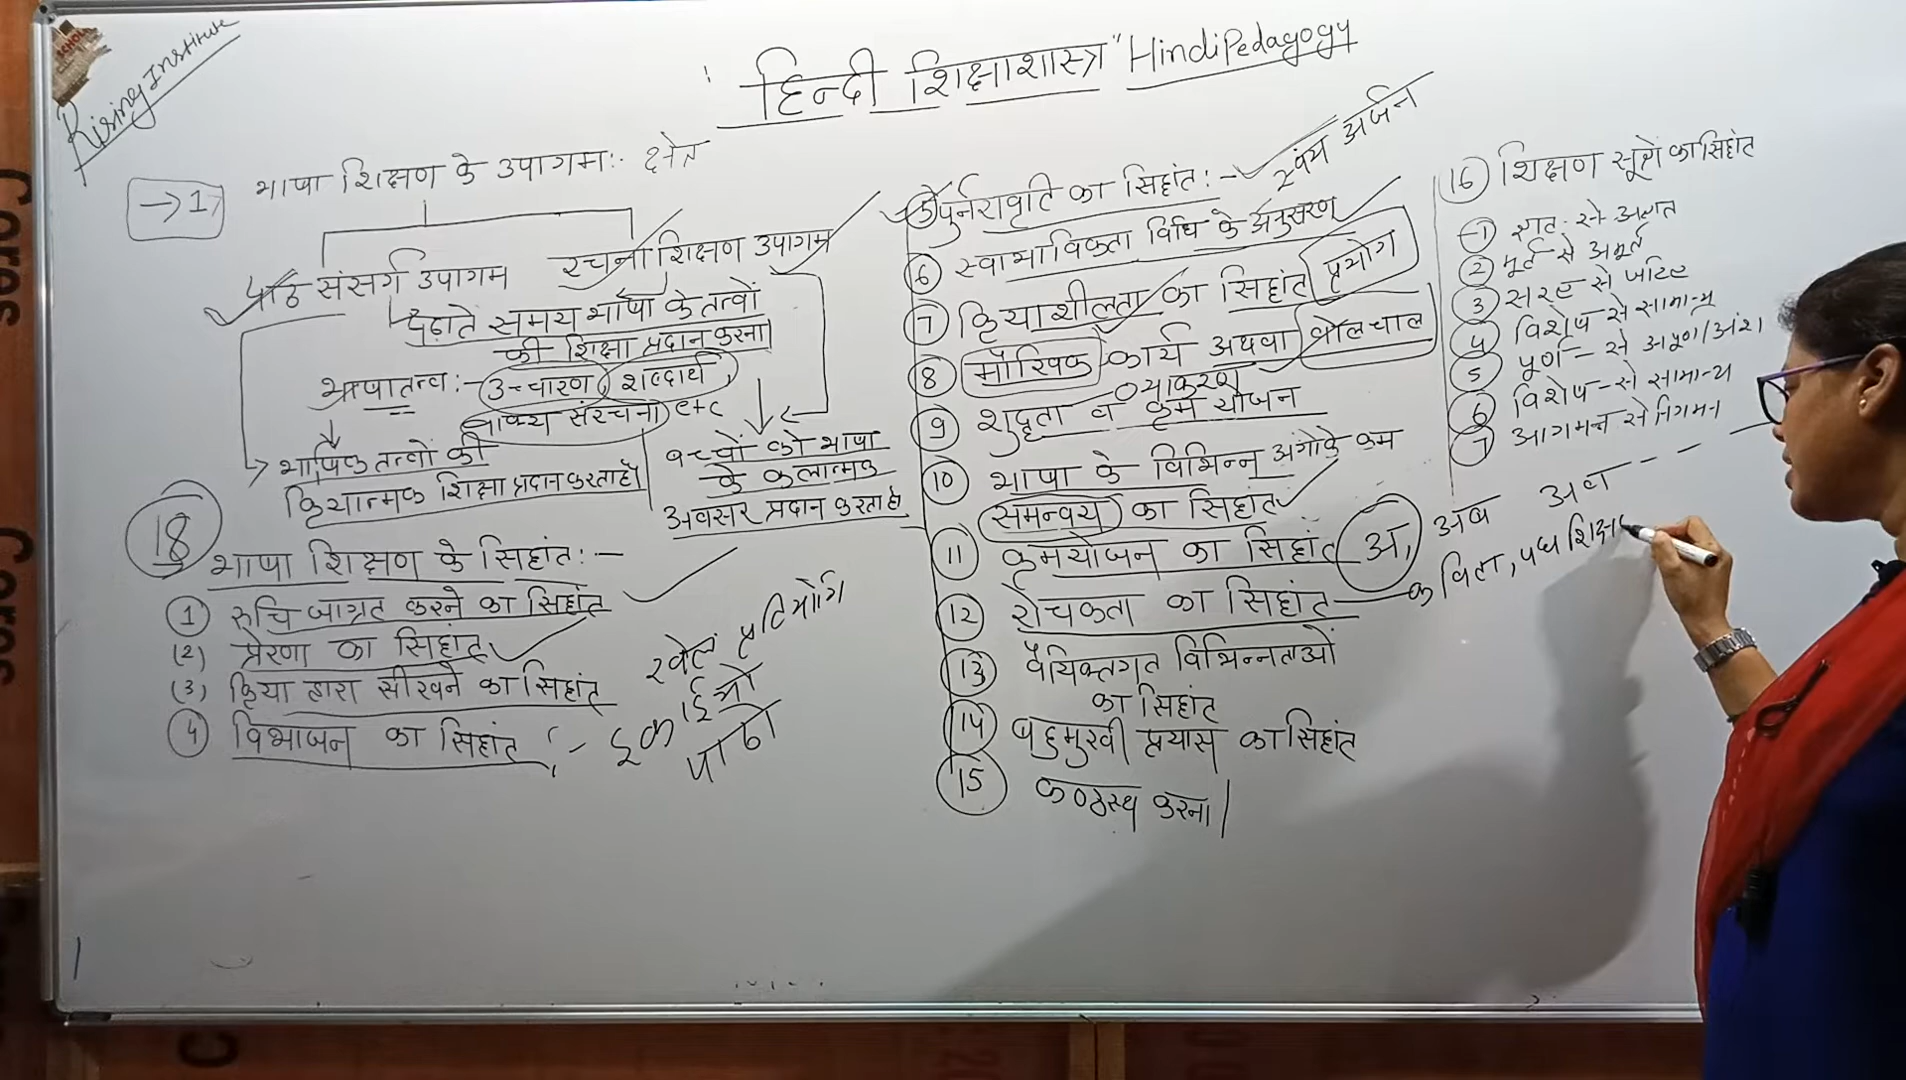 Rising Institute
हिन्दी शिक्षाशास्त्र "Hindi Pedagogy
→ 1, भाषा शिक्षण के उपागम:-
पाठ संसर्ग उपागम
रचना शिक्षण उपागम
पढ़ाते समय भाषा के तत्वों
की शिक्षा प्रदान करना
भाषातत्व:- उच्चारण, शब्दार्थ
वाक्य संरचना etc
भाषिक तत्वों की
क्रियात्मक शिक्षा प्रदान करता है
बच्चों को भाषा
के कलात्मक
अवसर प्रदान करता है
18 भाषा शिक्षण के सिद्दांत:-
(1) रुचि जाग्रत करने का सिद्दांत
(2) प्रेरणा का सिद्दांत
(3) क्रिया द्वारा सीखने का सिद्दांत
(4) विभाजन का सिद्दांत :-
खेल प्रतियोगि
इकाईओ
पाठो
5 पुर्नरावृति का सिद्दांत:-
स्वंय अर्जन
6 स्वाभाविकता विधि के अनुसरण
7 क्रियाशीलता का सिद्दांत प्रयोग
8 मौखिक कार्य अथवा बोलचाल
व्याकरण
9 शुद्धता व क्रम योजन
10 भाषा के विभिन्न अंगो के कम
समन्वय का सिद्दांत
11 क्रमयोजन का सिद्दांत अ, अब अव
12 रोचकता का सिद्दांत — कविता, पद्य शिक्षण
13 वैयक्तिगत विभिन्नताओं
का सिद्दांत
14 बहुमुखी प्रयास का सिद्दांत
15 कण्ठस्थ करना।
16 शिक्षण सूत्रो का सिद्दांत
1 ज्ञात: से अज्ञात
2 मूर्त से अमूर्त
3 सरल से जटिल
4 विशेष से सामान्य
5 पूर्ण - से अपूर्ण/अंश।
6 विशेष - से सामान्य
7 आगमन से निगमन